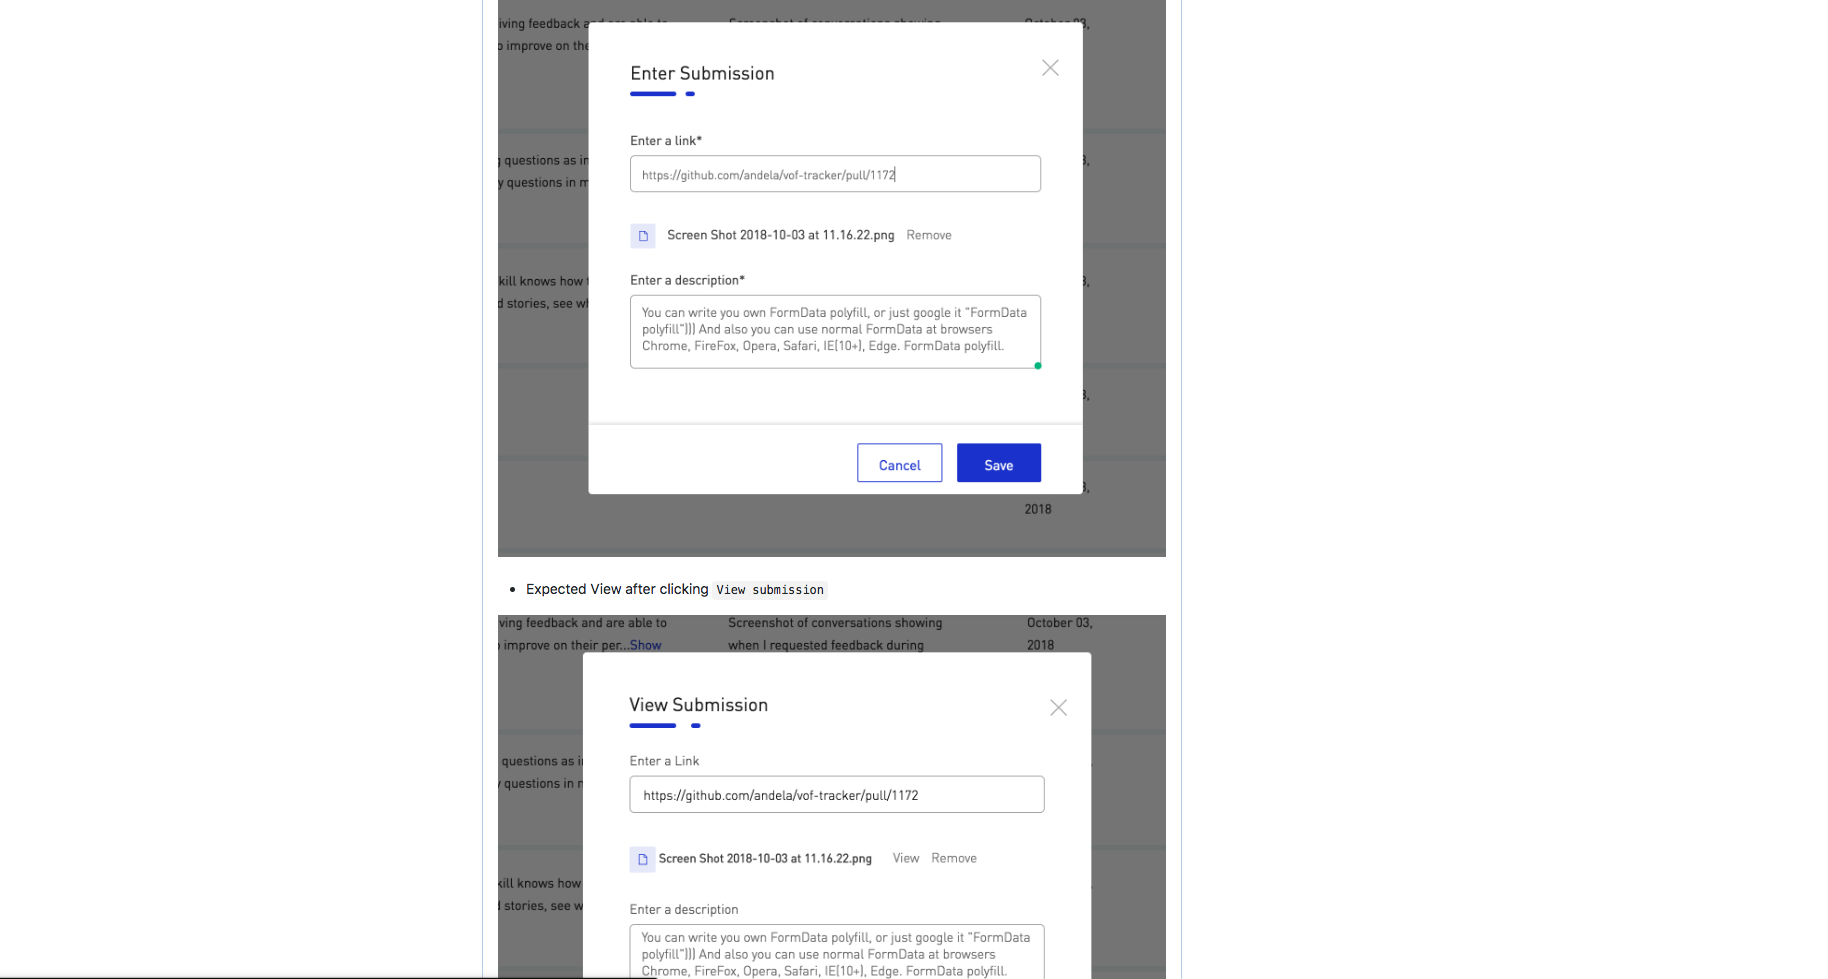 iving feedback and are able to Screenshot of conversations showing October 03,
o improve on the
Enter Submission
Enter a link*
g questions as in 3,
https://github.com/andela/vof-tracker/pull/1172
y questions in m
Screen Shot 2018-10-03 at 11.16.22.png Remove
Enter a description*
kill knows how t 3,
d stories, see wh
You can write you own FormData polyfill, or just google it "FormData
polyfill"))) And also you can use normal FormData at browsers
Chrome, FireFox, Opera, Safari, IE(10+), Edge. FormData polyfill.
3,
Cancel Save
3,
2018
• Expected View after clicking View submission
ving feedback and are able to Screenshot of conversations showing October 03,
o improve on their per...Show when I requested feedback during 2018
View Submission
Enter a Link
questions as in
y questions in n
https://github.com/andela/vof-tracker/pull/1172
Screen Shot 2018-10-03 at 11.16.22.png View Remove
kill knows how
d stories, see w
Enter a description
You can write you own FormData polyfill, or just google it "FormData
polyfill"))) And also you can use normal FormData at browsers
Chrome, FireFox, Opera, Safari, IE(10+), Edge. FormData polyfill.